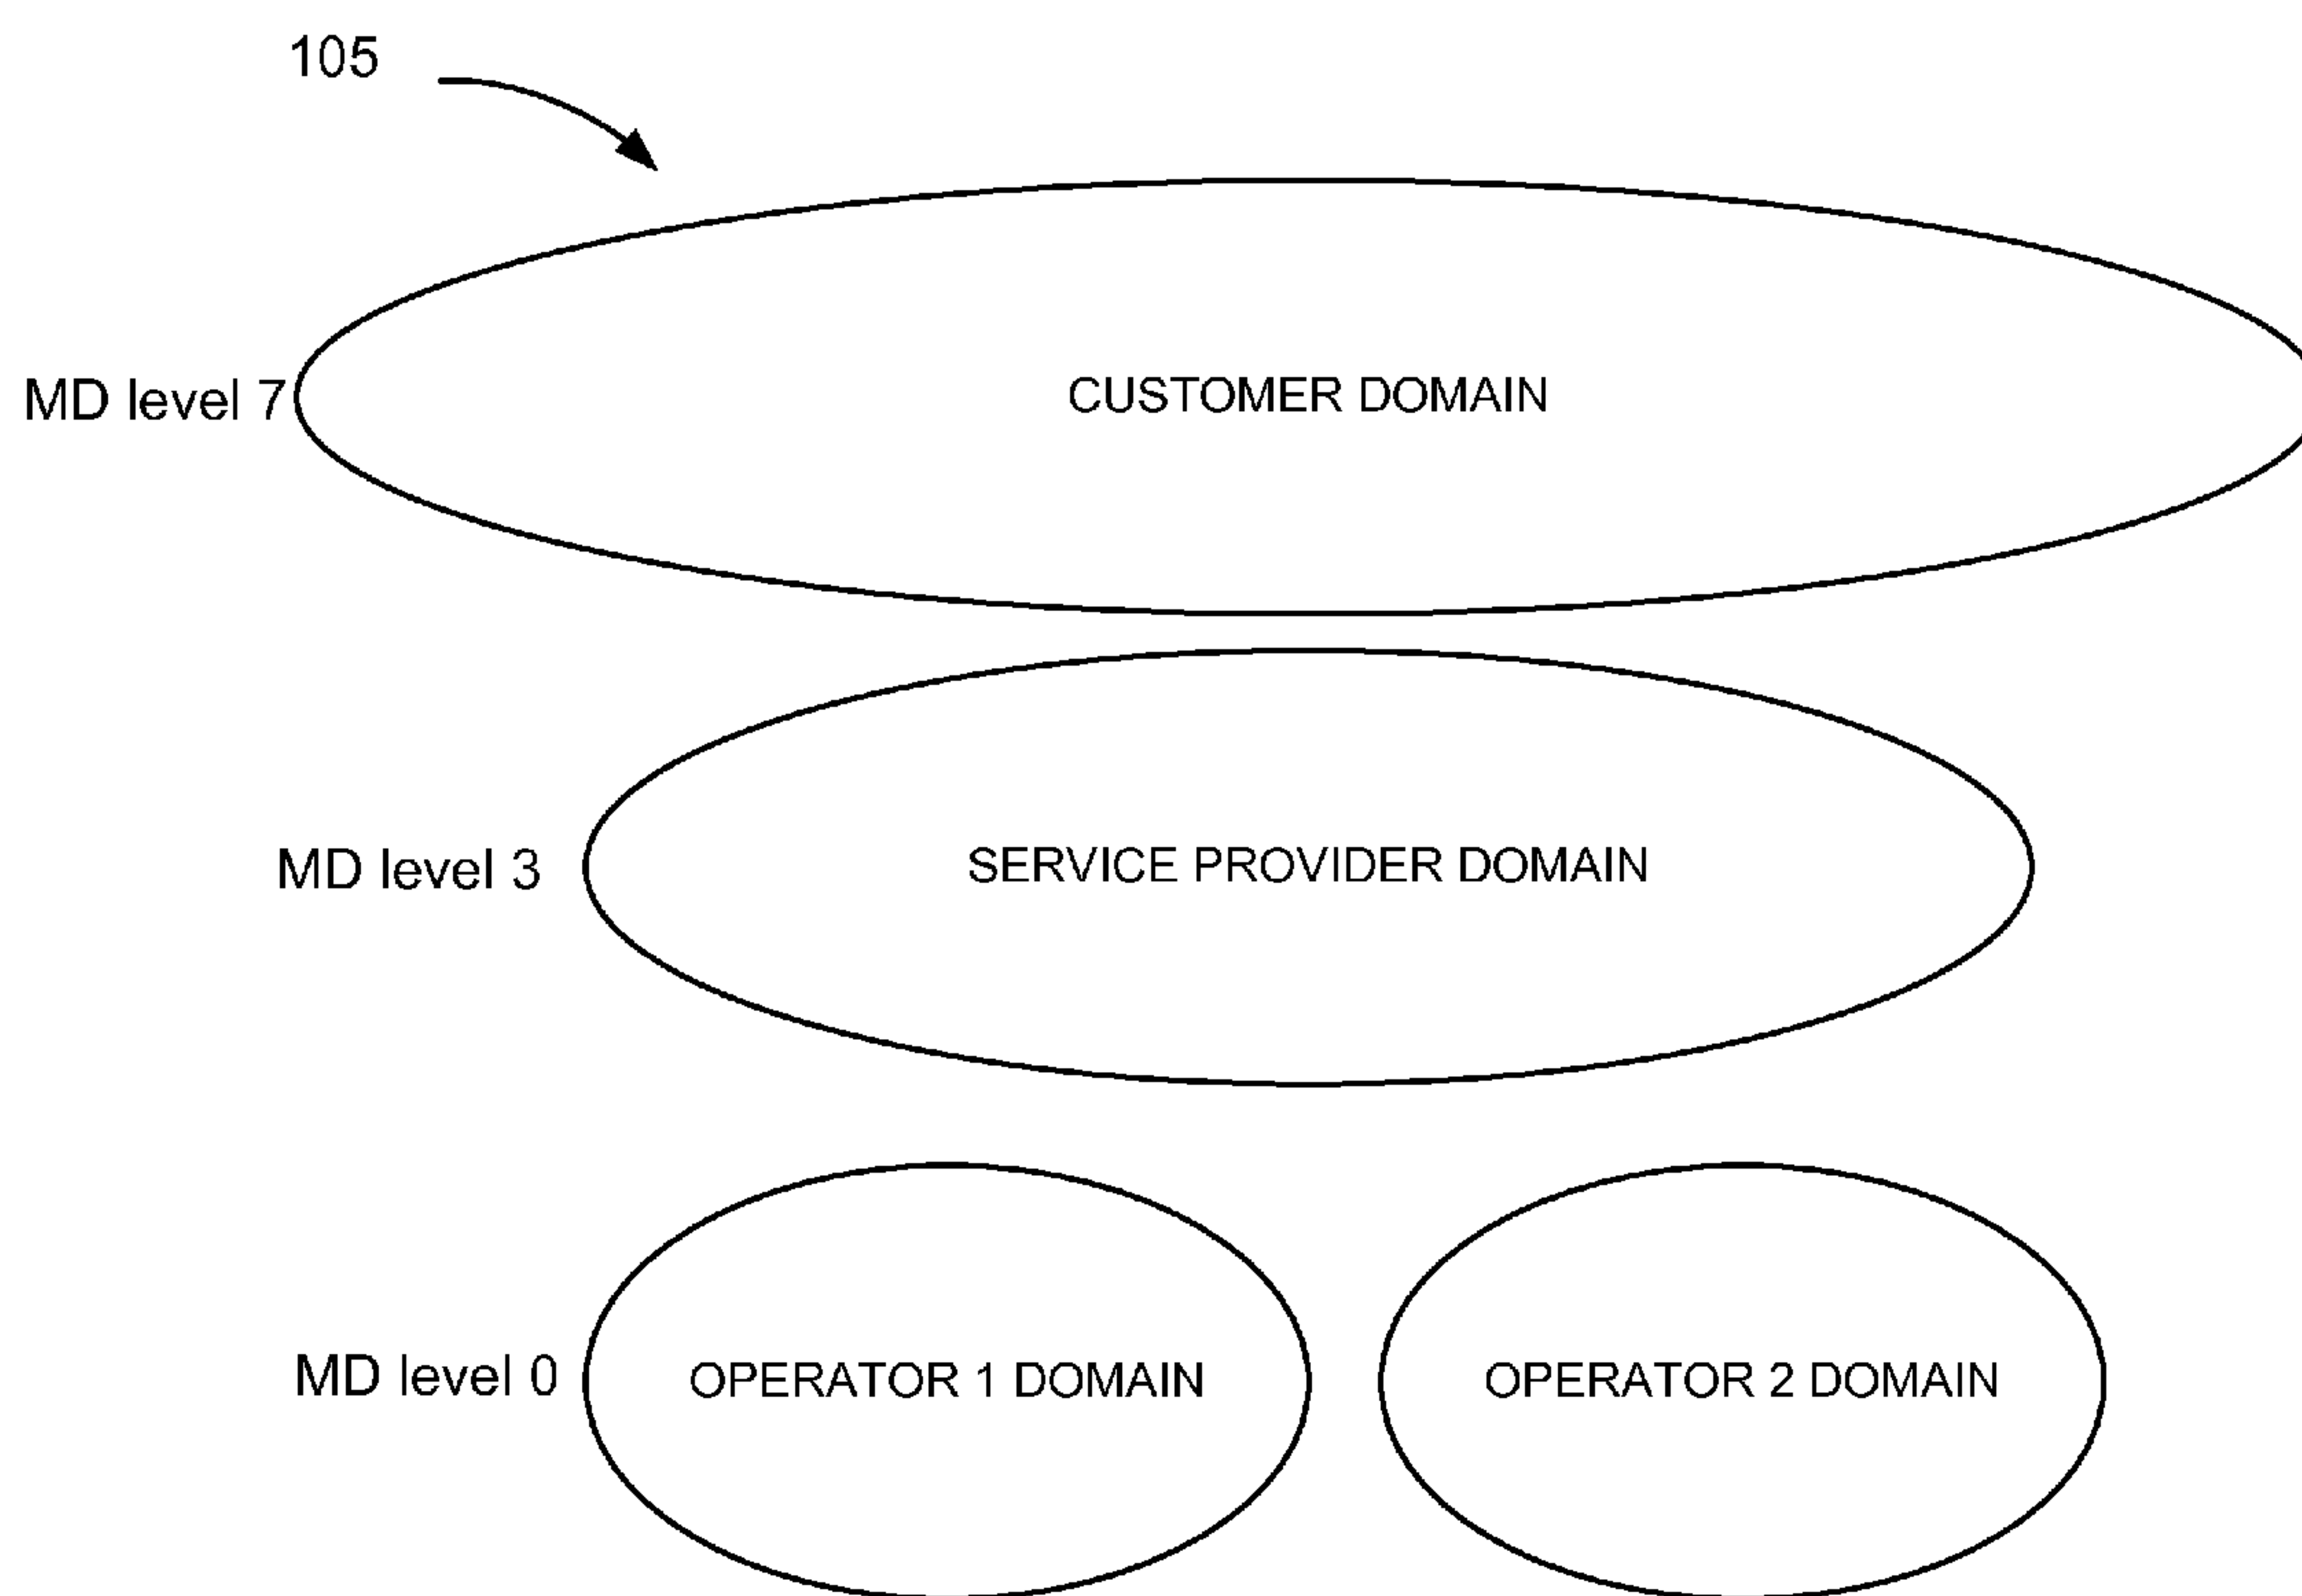 105
MD level 7
CUSTOMER DOMAIN
MD level 3
SERVICE PROVIDER DOMAIN
MD level 0
OPERATOR 1 DOMAIN
OPERATOR 2 DOMAIN